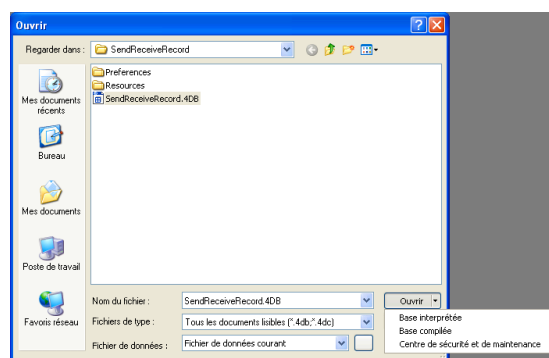 Ouvrir
Regarder dans :
SendReceiveRecord
Preferences
Resources
SendReceiveRecord.4DB
Mes documents
récents
Bureau
Mes documents
Poste de travail
Favoris réseau
Nom du fichier :
SendReceiveRecord.4DB
Ouvrir
Fichiers de type :
Tous les documents lisibles (*.4db;*.4dc)
Fichier de données :
Fichier de données courant
Base interprétée
Base compilée
Centre de sécurité et de maintenance